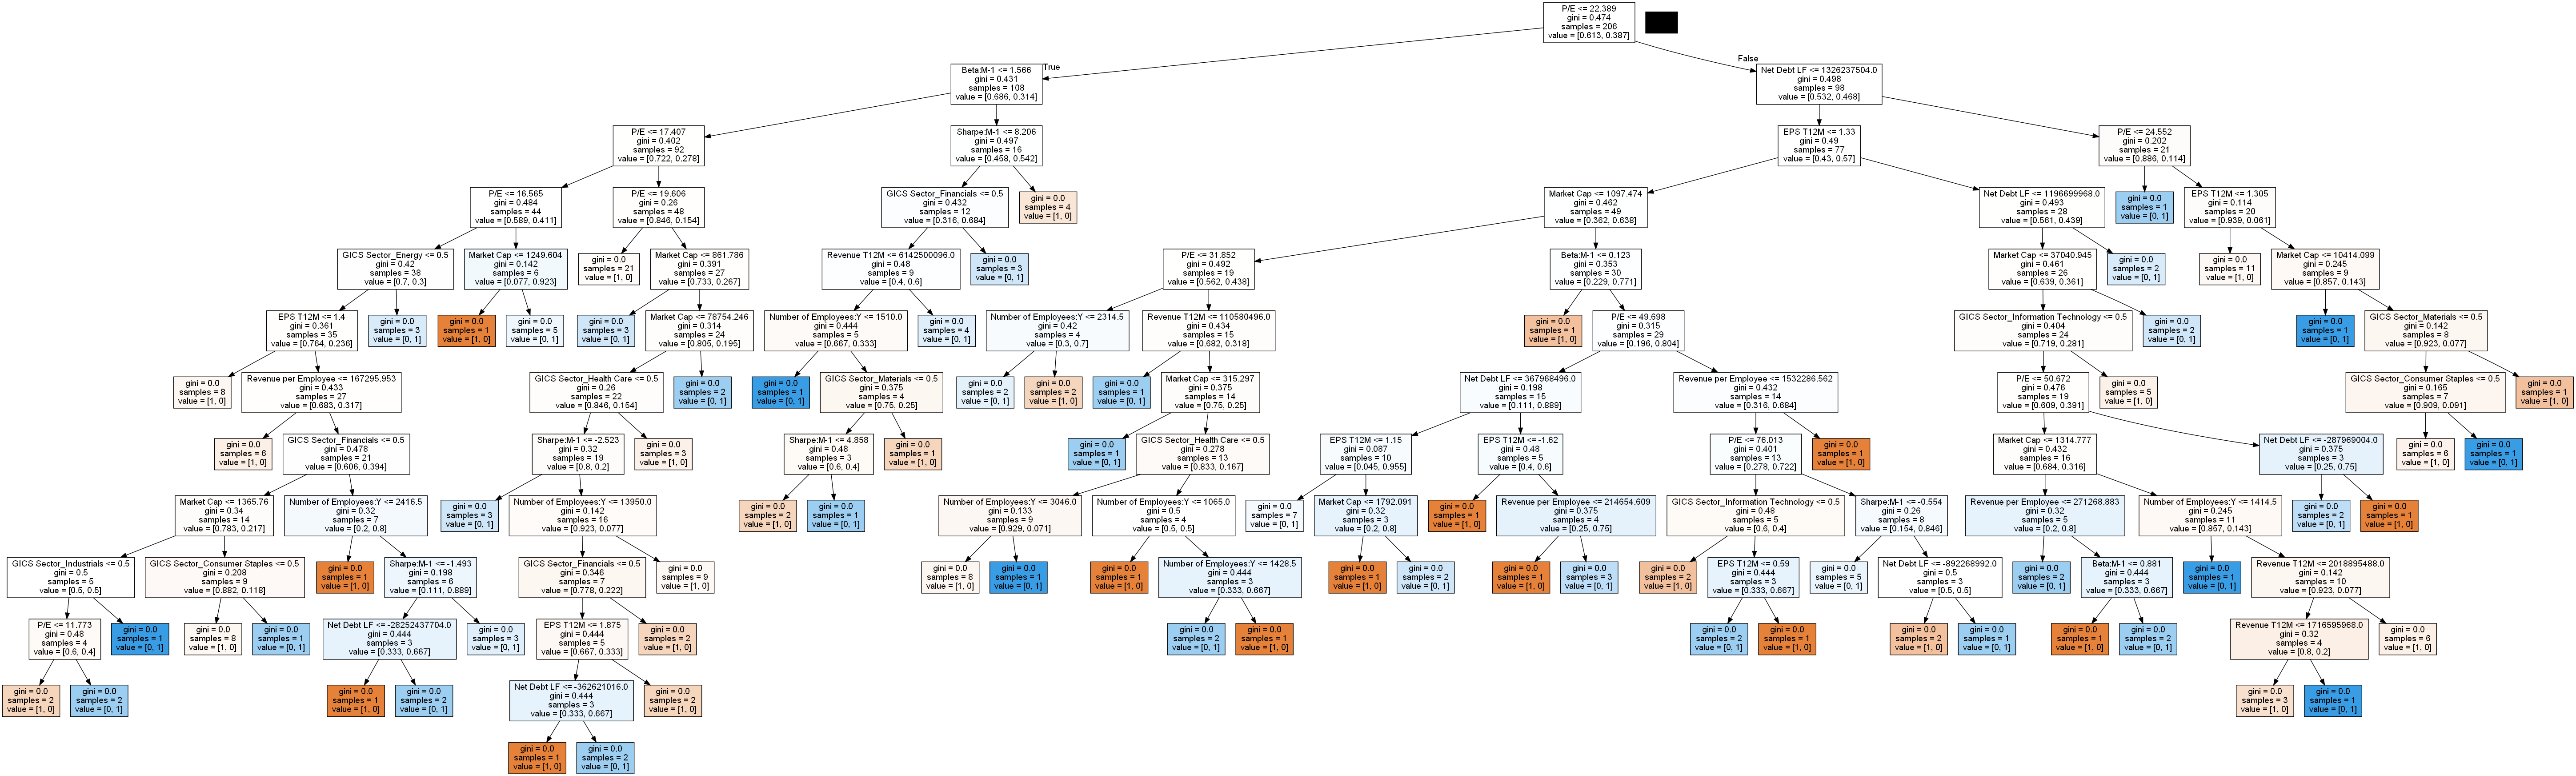 P/E <= 22.389
gini = 0.474
samples = 206
value = [0.613, 0.387]
True
False
Beta:M-1 <= 1.566
gini = 0.431
samples = 108
value = [0.686, 0.314]
Net Debt LF <= 1326237504.0
gini = 0.498
samples = 98
value = [0.532, 0.468]
P/E <= 17.407
gini = 0.402
samples = 92
value = [0.722, 0.278]
Sharpe:M-1 <= 8.206
gini = 0.497
samples = 16
value = [0.458, 0.542]
EPS T12M <= 1.33
gini = 0.49
samples = 77
value = [0.43, 0.57]
P/E <= 24.552
gini = 0.202
samples = 21
value = [0.886, 0.114]
P/E <= 16.565
gini = 0.484
samples = 44
value = [0.589, 0.411]
P/E <= 19.606
gini = 0.26
samples = 48
value = [0.846, 0.154]
GICS Sector_Financials <= 0.5
gini = 0.432
samples = 12
value = [0.316, 0.684]
gini = 0.0
samples = 4
value = [1, 0]
Market Cap <= 1097.474
gini = 0.462
samples = 49
value = [0.362, 0.638]
Net Debt LF <= 1196699968.0
gini = 0.493
samples = 28
value = [0.561, 0.439]
gini = 0.0
samples = 1
value = [0, 1]
EPS T12M <= 1.305
gini = 0.114
samples = 20
value = [0.939, 0.061]
GICS Sector_Energy <= 0.5
gini = 0.42
samples = 38
value = [0.7, 0.3]
Market Cap <= 1249.604
gini = 0.142
samples = 6
value = [0.077, 0.923]
gini = 0.0
samples = 21
value = [1, 0]
Market Cap <= 861.786
gini = 0.391
samples = 27
value = [0.733, 0.267]
Revenue T12M <= 6142500096.0
gini = 0.48
samples = 9
value = [0.4, 0.6]
gini = 0.0
samples = 3
value = [0, 1]
P/E <= 31.852
gini = 0.492
samples = 19
value = [0.562, 0.438]
Beta:M-1 <= 0.123
gini = 0.353
samples = 30
value = [0.229, 0.771]
Market Cap <= 37040.945
gini = 0.461
samples = 26
value = [0.639, 0.361]
gini = 0.0
samples = 2
value = [0, 1]
gini = 0.0
samples = 11
value = [1, 0]
Market Cap <= 10414.099
gini = 0.245
samples = 9
value = [0.857, 0.143]
EPS T12M <= 1.4
gini = 0.361
samples = 35
value = [0.764, 0.236]
gini = 0.0
samples = 3
value = [0, 1]
gini = 0.0
samples = 1
value = [1, 0]
gini = 0.0
samples = 5
value = [0, 1]
gini = 0.0
samples = 3
value = [0, 1]
Market Cap <= 78754.246
gini = 0.314
samples = 24
value = [0.805, 0.195]
Number of Employees:Y <= 1510.0
gini = 0.444
samples = 5
value = [0.667, 0.333]
gini = 0.0
samples = 4
value = [0, 1]
Number of Employees:Y <= 2314.5
gini = 0.42
samples = 4
value = [0.3, 0.7]
Revenue T12M <= 110580496.0
gini = 0.434
samples = 15
value = [0.682, 0.318]
gini = 0.0
samples = 1
value = [1, 0]
P/E <= 49.698
gini = 0.315
samples = 29
value = [0.196, 0.804]
GICS Sector_Information Technology <= 0.5
gini = 0.404
samples = 24
value = [0.719, 0.281]
gini = 0.0
samples = 2
value = [0, 1]
gini = 0.0
samples = 1
value = [0, 1]
GICS Sector_Materials <= 0.5
gini = 0.142
samples = 8
value = [0.923, 0.077]
gini = 0.0
samples = 8
value = [1, 0]
Revenue per Employee <= 167295.953
gini = 0.433
samples = 27
value = [0.683, 0.317]
GICS Sector_Health Care <= 0.5
gini = 0.26
samples = 22
value = [0.846, 0.154]
gini = 0.0
samples = 2
value = [0, 1]
gini = 0.0
samples = 1
value = [0, 1]
GICS Sector_Materials <= 0.5
gini = 0.375
samples = 4
value = [0.75, 0.25]
gini = 0.0
samples = 2
value = [0, 1]
gini = 0.0
samples = 2
value = [1, 0]
gini = 0.0
samples = 1
value = [0, 1]
Market Cap <= 315.297
gini = 0.375
samples = 14
value = [0.75, 0.25]
Net Debt LF <= 367968496.0
gini = 0.198
samples = 15
value = [0.111, 0.889]
Revenue per Employee <= 1532286.562
gini = 0.432
samples = 14
value = [0.316, 0.684]
P/E <= 50.672
gini = 0.476
samples = 19
value = [0.609, 0.391]
gini = 0.0
samples = 5
value = [1, 0]
GICS Sector_Consumer Staples <= 0.5
gini = 0.165
samples = 7
value = [0.909, 0.091]
gini = 0.0
samples = 1
value = [1, 0]
gini = 0.0
samples = 6
value = [1, 0]
GICS Sector_Financials <= 0.5
gini = 0.478
samples = 21
value = [0.606, 0.394]
Sharpe:M-1 <= -2.523
gini = 0.32
samples = 19
value = [0.8, 0.2]
gini = 0.0
samples = 3
value = [1, 0]
Sharpe:M-1 <= 4.858
gini = 0.48
samples = 3
value = [0.6, 0.4]
gini = 0.0
samples = 1
value = [1, 0]
gini = 0.0
samples = 1
value = [0, 1]
GICS Sector_Health Care <= 0.5
gini = 0.278
samples = 13
value = [0.833, 0.167]
EPS T12M <= 1.15
gini = 0.087
samples = 10
value = [0.045, 0.955]
EPS T12M <= -1.62
gini = 0.48
samples = 5
value = [0.4, 0.6]
P/E <= 76.013
gini = 0.401
samples = 13
value = [0.278, 0.722]
gini = 0.0
samples = 1
value = [1, 0]
Market Cap <= 1314.777
gini = 0.432
samples = 16
value = [0.684, 0.316]
Net Debt LF <= -287969004.0
gini = 0.375
samples = 3
value = [0.25, 0.75]
gini = 0.0
samples = 6
value = [1, 0]
gini = 0.0
samples = 1
value = [0, 1]
Market Cap <= 1365.76
gini = 0.34
samples = 14
value = [0.783, 0.217]
Number of Employees:Y <= 2416.5
gini = 0.32
samples = 7
value = [0.2, 0.8]
gini = 0.0
samples = 3
value = [0, 1]
Number of Employees:Y <= 13950.0
gini = 0.142
samples = 16
value = [0.923, 0.077]
gini = 0.0
samples = 2
value = [1, 0]
gini = 0.0
samples = 1
value = [0, 1]
Number of Employees:Y <= 3046.0
gini = 0.133
samples = 9
value = [0.929, 0.071]
Number of Employees:Y <= 1065.0
gini = 0.5
samples = 4
value = [0.5, 0.5]
gini = 0.0
samples = 7
value = [0, 1]
Market Cap <= 1792.091
gini = 0.32
samples = 3
value = [0.2, 0.8]
gini = 0.0
samples = 1
value = [1, 0]
Revenue per Employee <= 214654.609
gini = 0.375
samples = 4
value = [0.25, 0.75]
GICS Sector_Information Technology <= 0.5
gini = 0.48
samples = 5
value = [0.6, 0.4]
Sharpe:M-1 <= -0.554
gini = 0.26
samples = 8
value = [0.154, 0.846]
Revenue per Employee <= 271268.883
gini = 0.32
samples = 5
value = [0.2, 0.8]
Number of Employees:Y <= 1414.5
gini = 0.245
samples = 11
value = [0.857, 0.143]
gini = 0.0
samples = 2
value = [0, 1]
gini = 0.0
samples = 1
value = [1, 0]
GICS Sector_Industrials <= 0.5
gini = 0.5
samples = 5
value = [0.5, 0.5]
GICS Sector_Consumer Staples <= 0.5
gini = 0.208
samples = 9
value = [0.882, 0.118]
gini = 0.0
samples = 1
value = [1, 0]
Sharpe:M-1 <= -1.493
gini = 0.198
samples = 6
value = [0.111, 0.889]
GICS Sector_Financials <= 0.5
gini = 0.346
samples = 7
value = [0.778, 0.222]
gini = 0.0
samples = 9
value = [1, 0]
gini = 0.0
samples = 8
value = [1, 0]
gini = 0.0
samples = 1
value = [0, 1]
gini = 0.0
samples = 1
value = [1, 0]
Number of Employees:Y <= 1428.5
gini = 0.444
samples = 3
value = [0.333, 0.667]
gini = 0.0
samples = 1
value = [1, 0]
gini = 0.0
samples = 2
value = [0, 1]
gini = 0.0
samples = 1
value = [1, 0]
gini = 0.0
samples = 3
value = [0, 1]
gini = 0.0
samples = 2
value = [1, 0]
EPS T12M <= 0.59
gini = 0.444
samples = 3
value = [0.333, 0.667]
gini = 0.0
samples = 5
value = [0, 1]
Net Debt LF <= -892268992.0
gini = 0.5
samples = 3
value = [0.5, 0.5]
gini = 0.0
samples = 2
value = [0, 1]
Beta:M-1 <= 0.881
gini = 0.444
samples = 3
value = [0.333, 0.667]
gini = 0.0
samples = 1
value = [0, 1]
Revenue T12M <= 2018895488.0
gini = 0.142
samples = 10
value = [0.923, 0.077]
P/E <= 11.773
gini = 0.48
samples = 4
value = [0.6, 0.4]
gini = 0.0
samples = 1
value = [0, 1]
gini = 0.0
samples = 8
value = [1, 0]
gini = 0.0
samples = 1
value = [0, 1]
Net Debt LF <= -28252437704.0
gini = 0.444
samples = 3
value = [0.333, 0.667]
gini = 0.0
samples = 3
value = [0, 1]
EPS T12M <= 1.875
gini = 0.444
samples = 5
value = [0.667, 0.333]
gini = 0.0
samples = 2
value = [1, 0]
gini = 0.0
samples = 2
value = [0, 1]
gini = 0.0
samples = 1
value = [1, 0]
gini = 0.0
samples = 2
value = [0, 1]
gini = 0.0
samples = 1
value = [1, 0]
gini = 0.0
samples = 2
value = [1, 0]
gini = 0.0
samples = 1
value = [0, 1]
gini = 0.0
samples = 1
value = [1, 0]
gini = 0.0
samples = 2
value = [0, 1]
Revenue T12M <= 1716595968.0
gini = 0.32
samples = 4
value = [0.8, 0.2]
gini = 0.0
samples = 6
value = [1, 0]
gini = 0.0
samples = 2
value = [1, 0]
gini = 0.0
samples = 2
value = [0, 1]
gini = 0.0
samples = 1
value = [1, 0]
gini = 0.0
samples = 2
value = [0, 1]
Net Debt LF <= -362621016.0
gini = 0.444
samples = 3
value = [0.333, 0.667]
gini = 0.0
samples = 2
value = [1, 0]
gini = 0.0
samples = 3
value = [1, 0]
gini = 0.0
samples = 1
value = [0, 1]
gini = 0.0
samples = 1
value = [1, 0]
gini = 0.0
samples = 2
value = [0, 1]